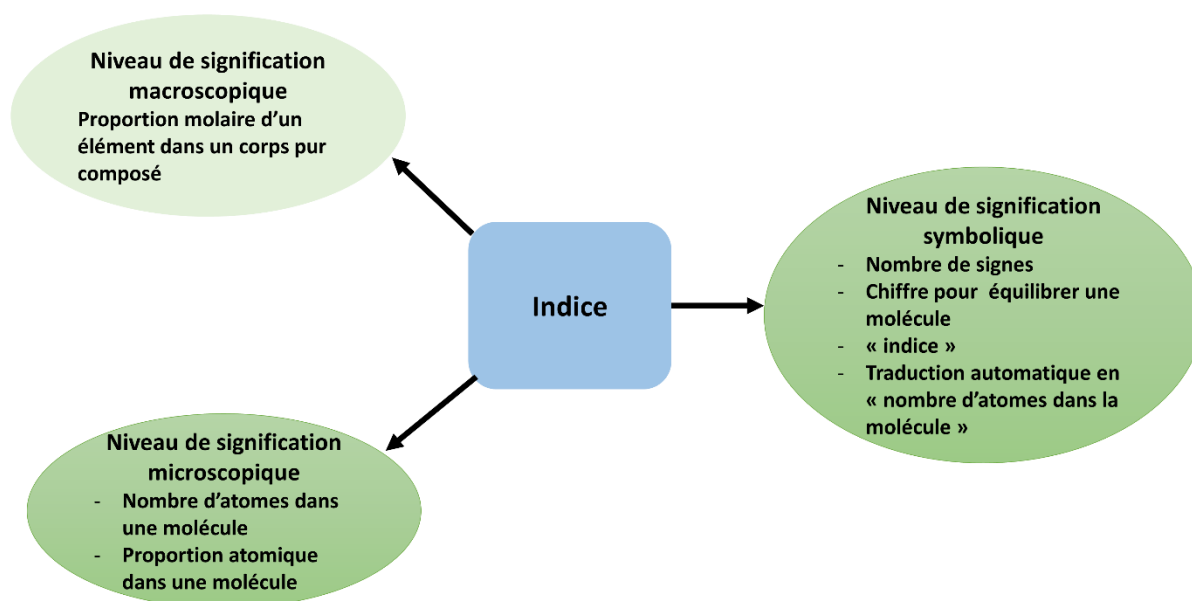 Niveau de signification
macroscopique
Proportion molaire d’un
élément dans un corps pur
composé
Indice
Niveau de signification
symbolique
- Nombre de signes
- Chiffre pour équilibrer une
molécule
- « indice »
- Traduction automatique en
« nombre d’atomes dans la
molécule »
Niveau de signification
microscopique
- Nombre d’atomes dans
une molécule
- Proportion atomique
dans une molécule